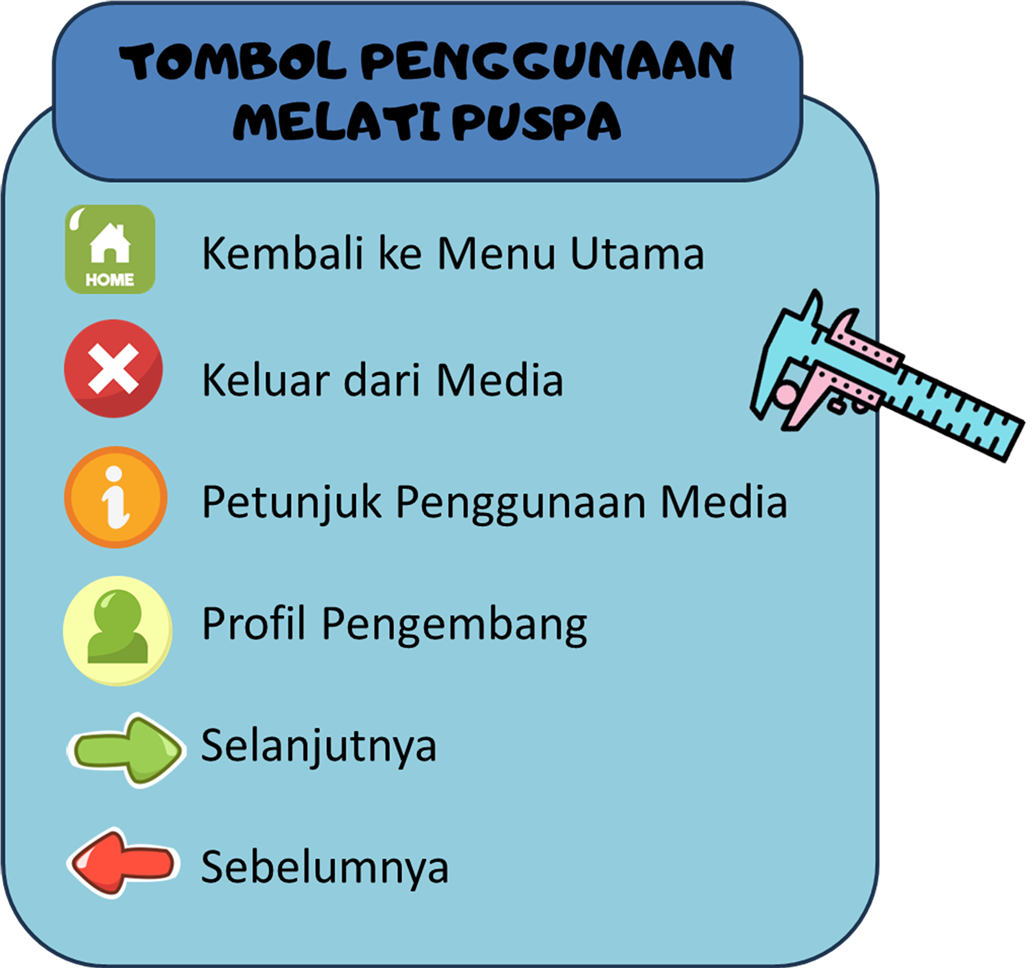 TOMBOL PENGGUNAAN
MELATI PUSPA
HOME
Kembali ke Menu Utama
Keluar dari Media
Petunjuk Penggunaan Media
Profil Pengembang
Selanjutnya
Sebelumnya